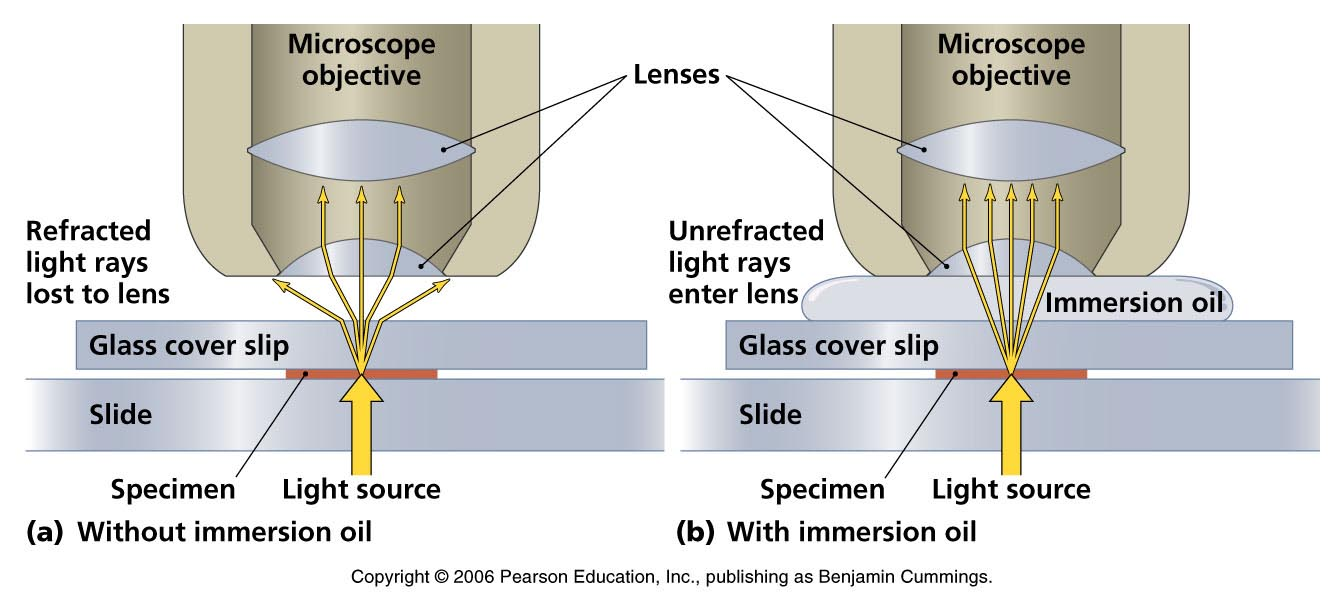 Microscope
objective
Lenses
Microscope
objective
Refracted
light rays
lost to lens
Unrefracted
light rays
enter lens
Immersion oil
Glass cover slip
Glass cover slip
Slide
Slide
Specimen
Light source
Specimen
Light source
(a) Without immersion oil
(b) With immersion oil
Copyright © 2006 Pearson Education, Inc., publishing as Benjamin Cummings.